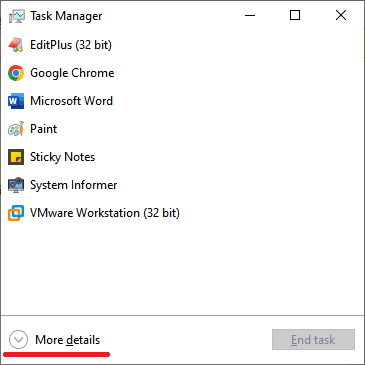 Task Manager
EditPlus (32 bit)
Google Chrome
Microsoft Word
Paint
Sticky Notes
System Informer
VMware Workstation (32 bit)
More details
End task